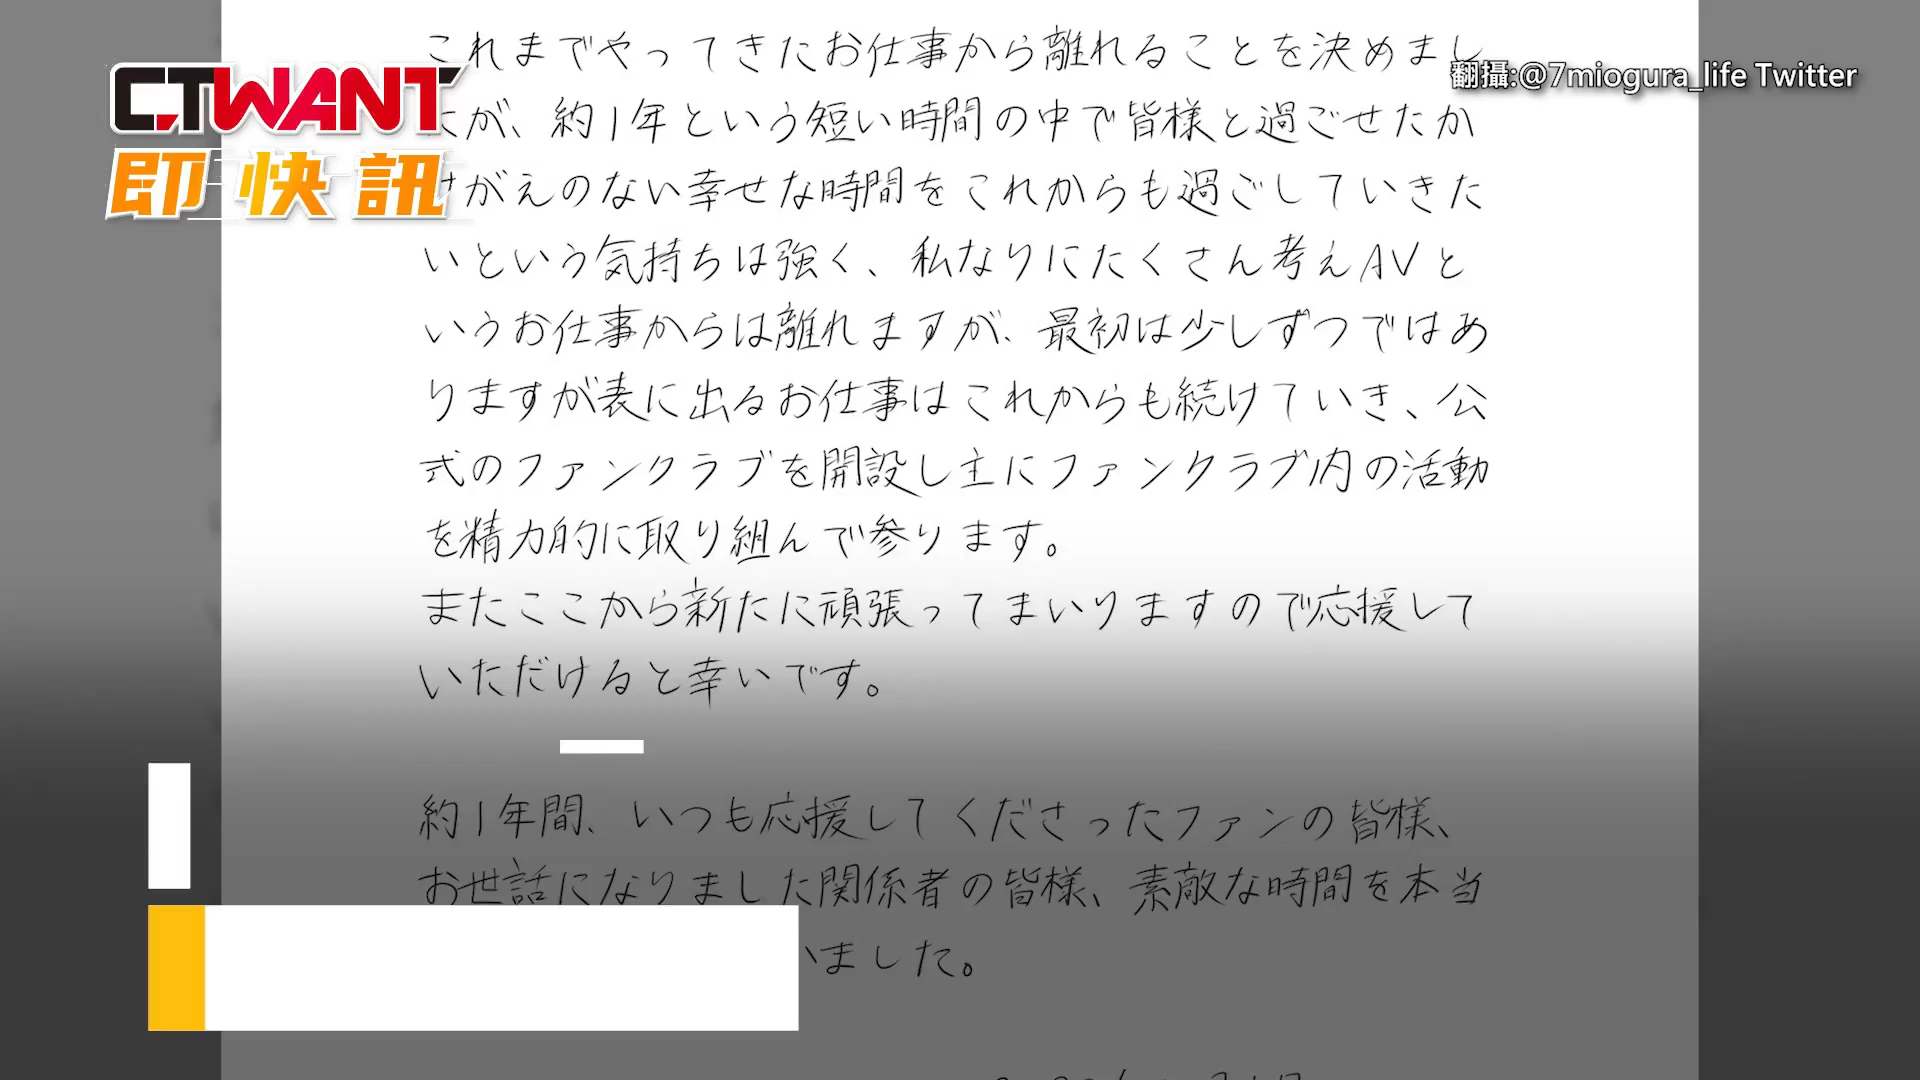 これまでやってきたお仕事から離れることを決めまし
翻攝:@7miogura_life Twitter
CTWANT
即快訊
たが、約1年という短い時間の中で皆様と過ごせたか
けがえのない幸せな時間をこれからも過ごしていきた
いという気持ちは強く、私なりにたくさん考えAVと
いうお仕事からは離れますが、最初は少しずつではあ
りますが表に出るお仕事はこれからも続けていき、公
式のファンクラブを開設し主にファンクラブ内の活動
を精力的に取り組んで参ります。
またここから新たに頑張ってまいりますので応援して
いただけると幸いです。
約1年間、いつも応援してくださったファンの皆様、
お世話になりました関係者の皆様、素敵な時間を本当
いました。